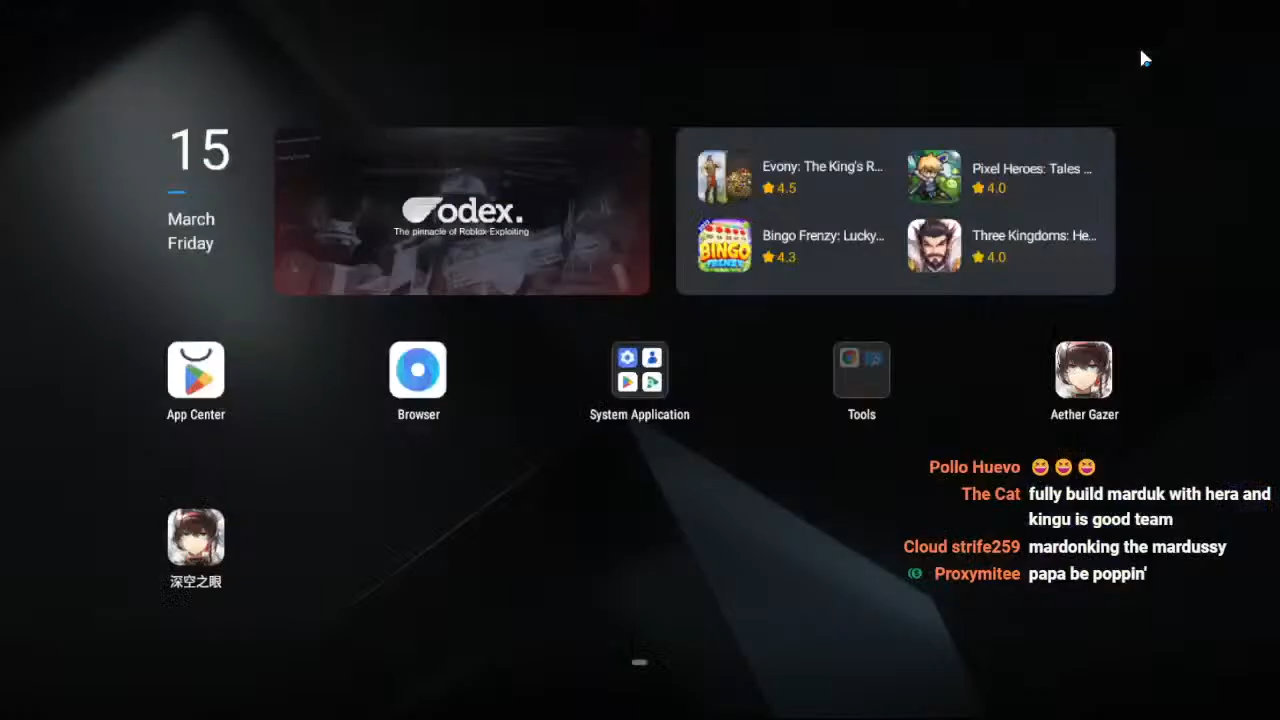 15
March
Friday
odex.
The pinnacle of Roblox Exploiting
Evony: The King's R...
4.5
Pixel Heroes: Tales ...
4.0
Bingo Frenzy: Lucky...
4.3
Three Kingdoms: He...
4.0
BINGO
FRENZY
App Center
Browser
System Application
Tools
Aether Gazer
Pollo Huevo 😆 😆 😆
The Cat fully build marduk with hera and
kingu is good team
Cloud strife259 mardonking the mardussy
Proxymitee papa be poppin'
深空之眼